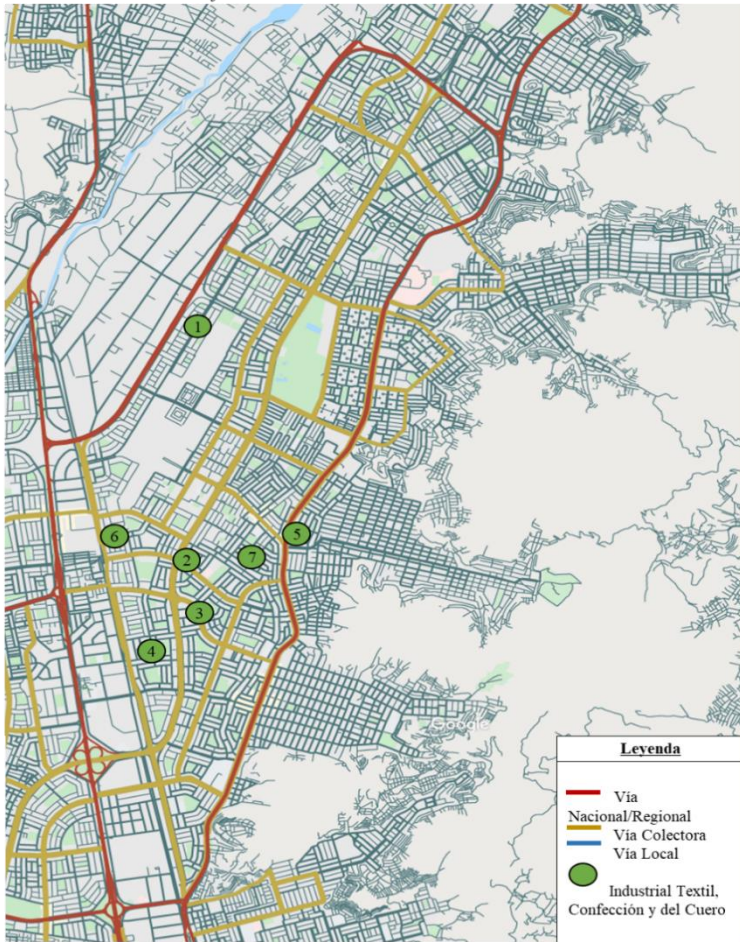 1
6
5
2
7
3
4
Google
Leyenda
Vía
Nacional/Regional
Vía Colectora
Vía Local
Industrial Textil,
Confección y del Cuero